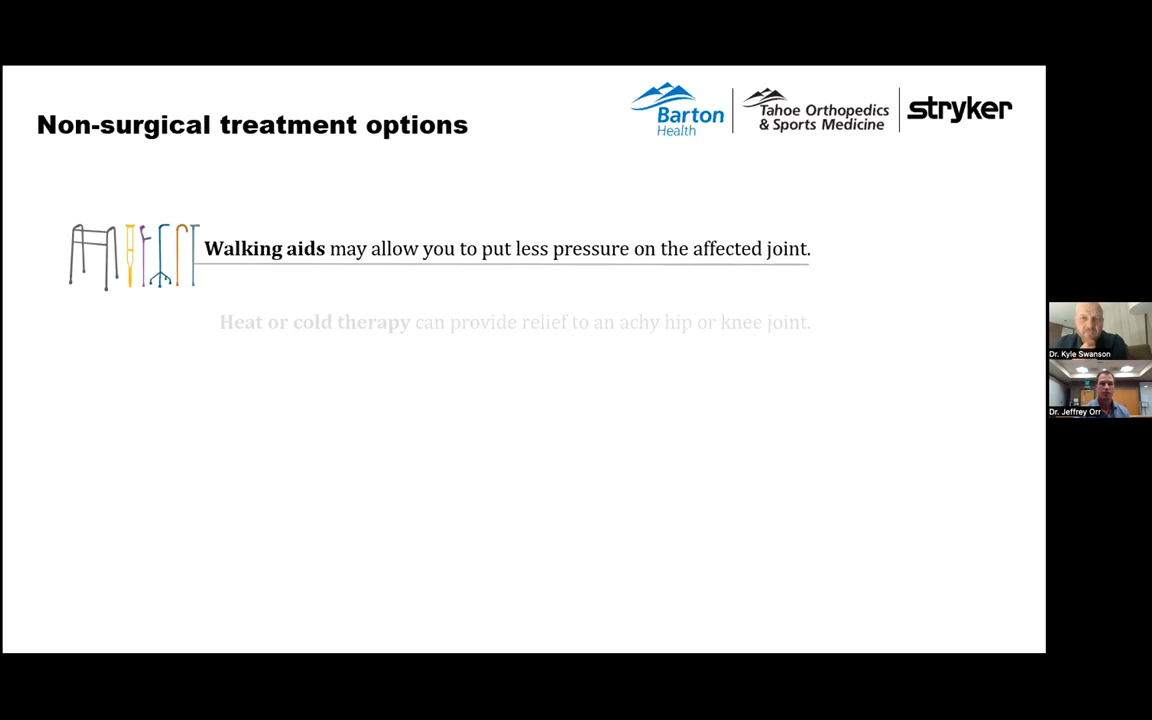 Non-surgical treatment options
Barton
Health
Tahoe Orthopedics
& Sports Medicine
stryker
Walking aids may allow you to put less pressure on the affected joint.
Heat or cold therapy can provide relief to an achy hip or knee joint.
Dr. Kyle Swanson
Dr. Jeffrey Orr